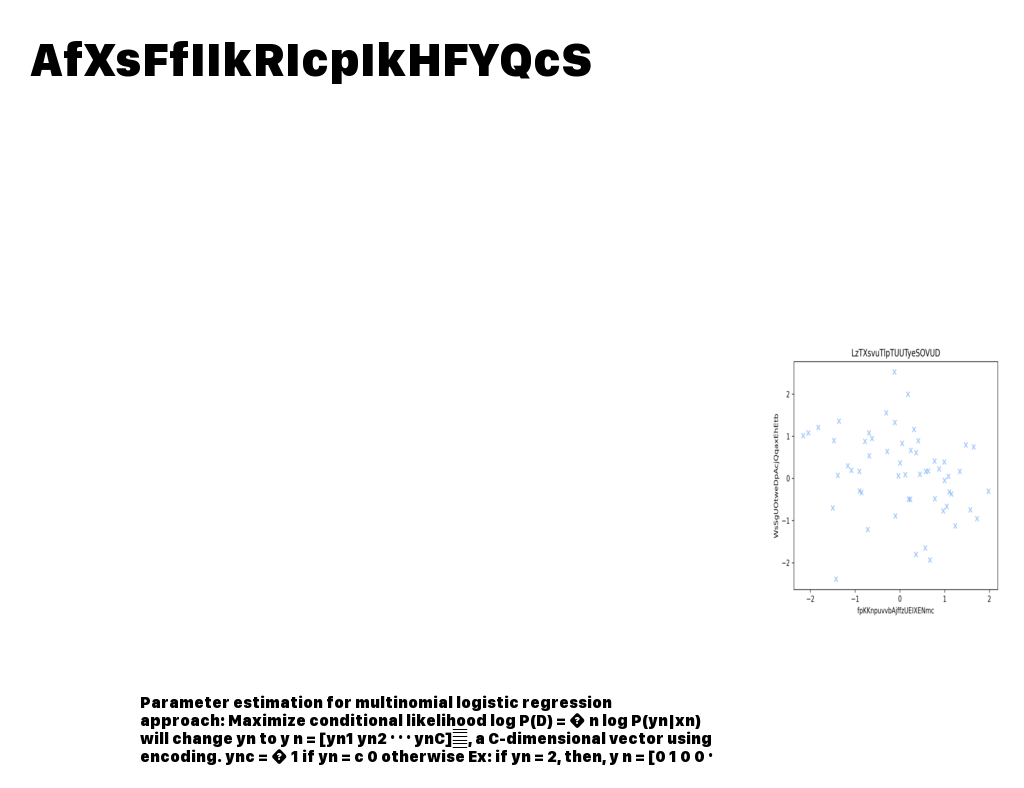 AfXsFfIIkRIcpIkHFYQcS
LzTXsvuTlpTUUTyeSOVUD
WsSgUOtweDpAcjQqaxEhEtb
2
1
0
−1
−2
−2
−1
0
1
2
fpKKnpuvvbAjffzUEIXENmc
Parameter estimation for multinomial logistic regression
approach: Maximize conditional likelihood log P(D) = � n log P(yn|xn)
will change yn to y n = [yn1 yn2 · · · ynC] , a C-dimensional vector using
encoding. ync = � 1 if yn = c 0 otherwise Ex: if yn = 2, then, y n = [0 1 0 0 ·